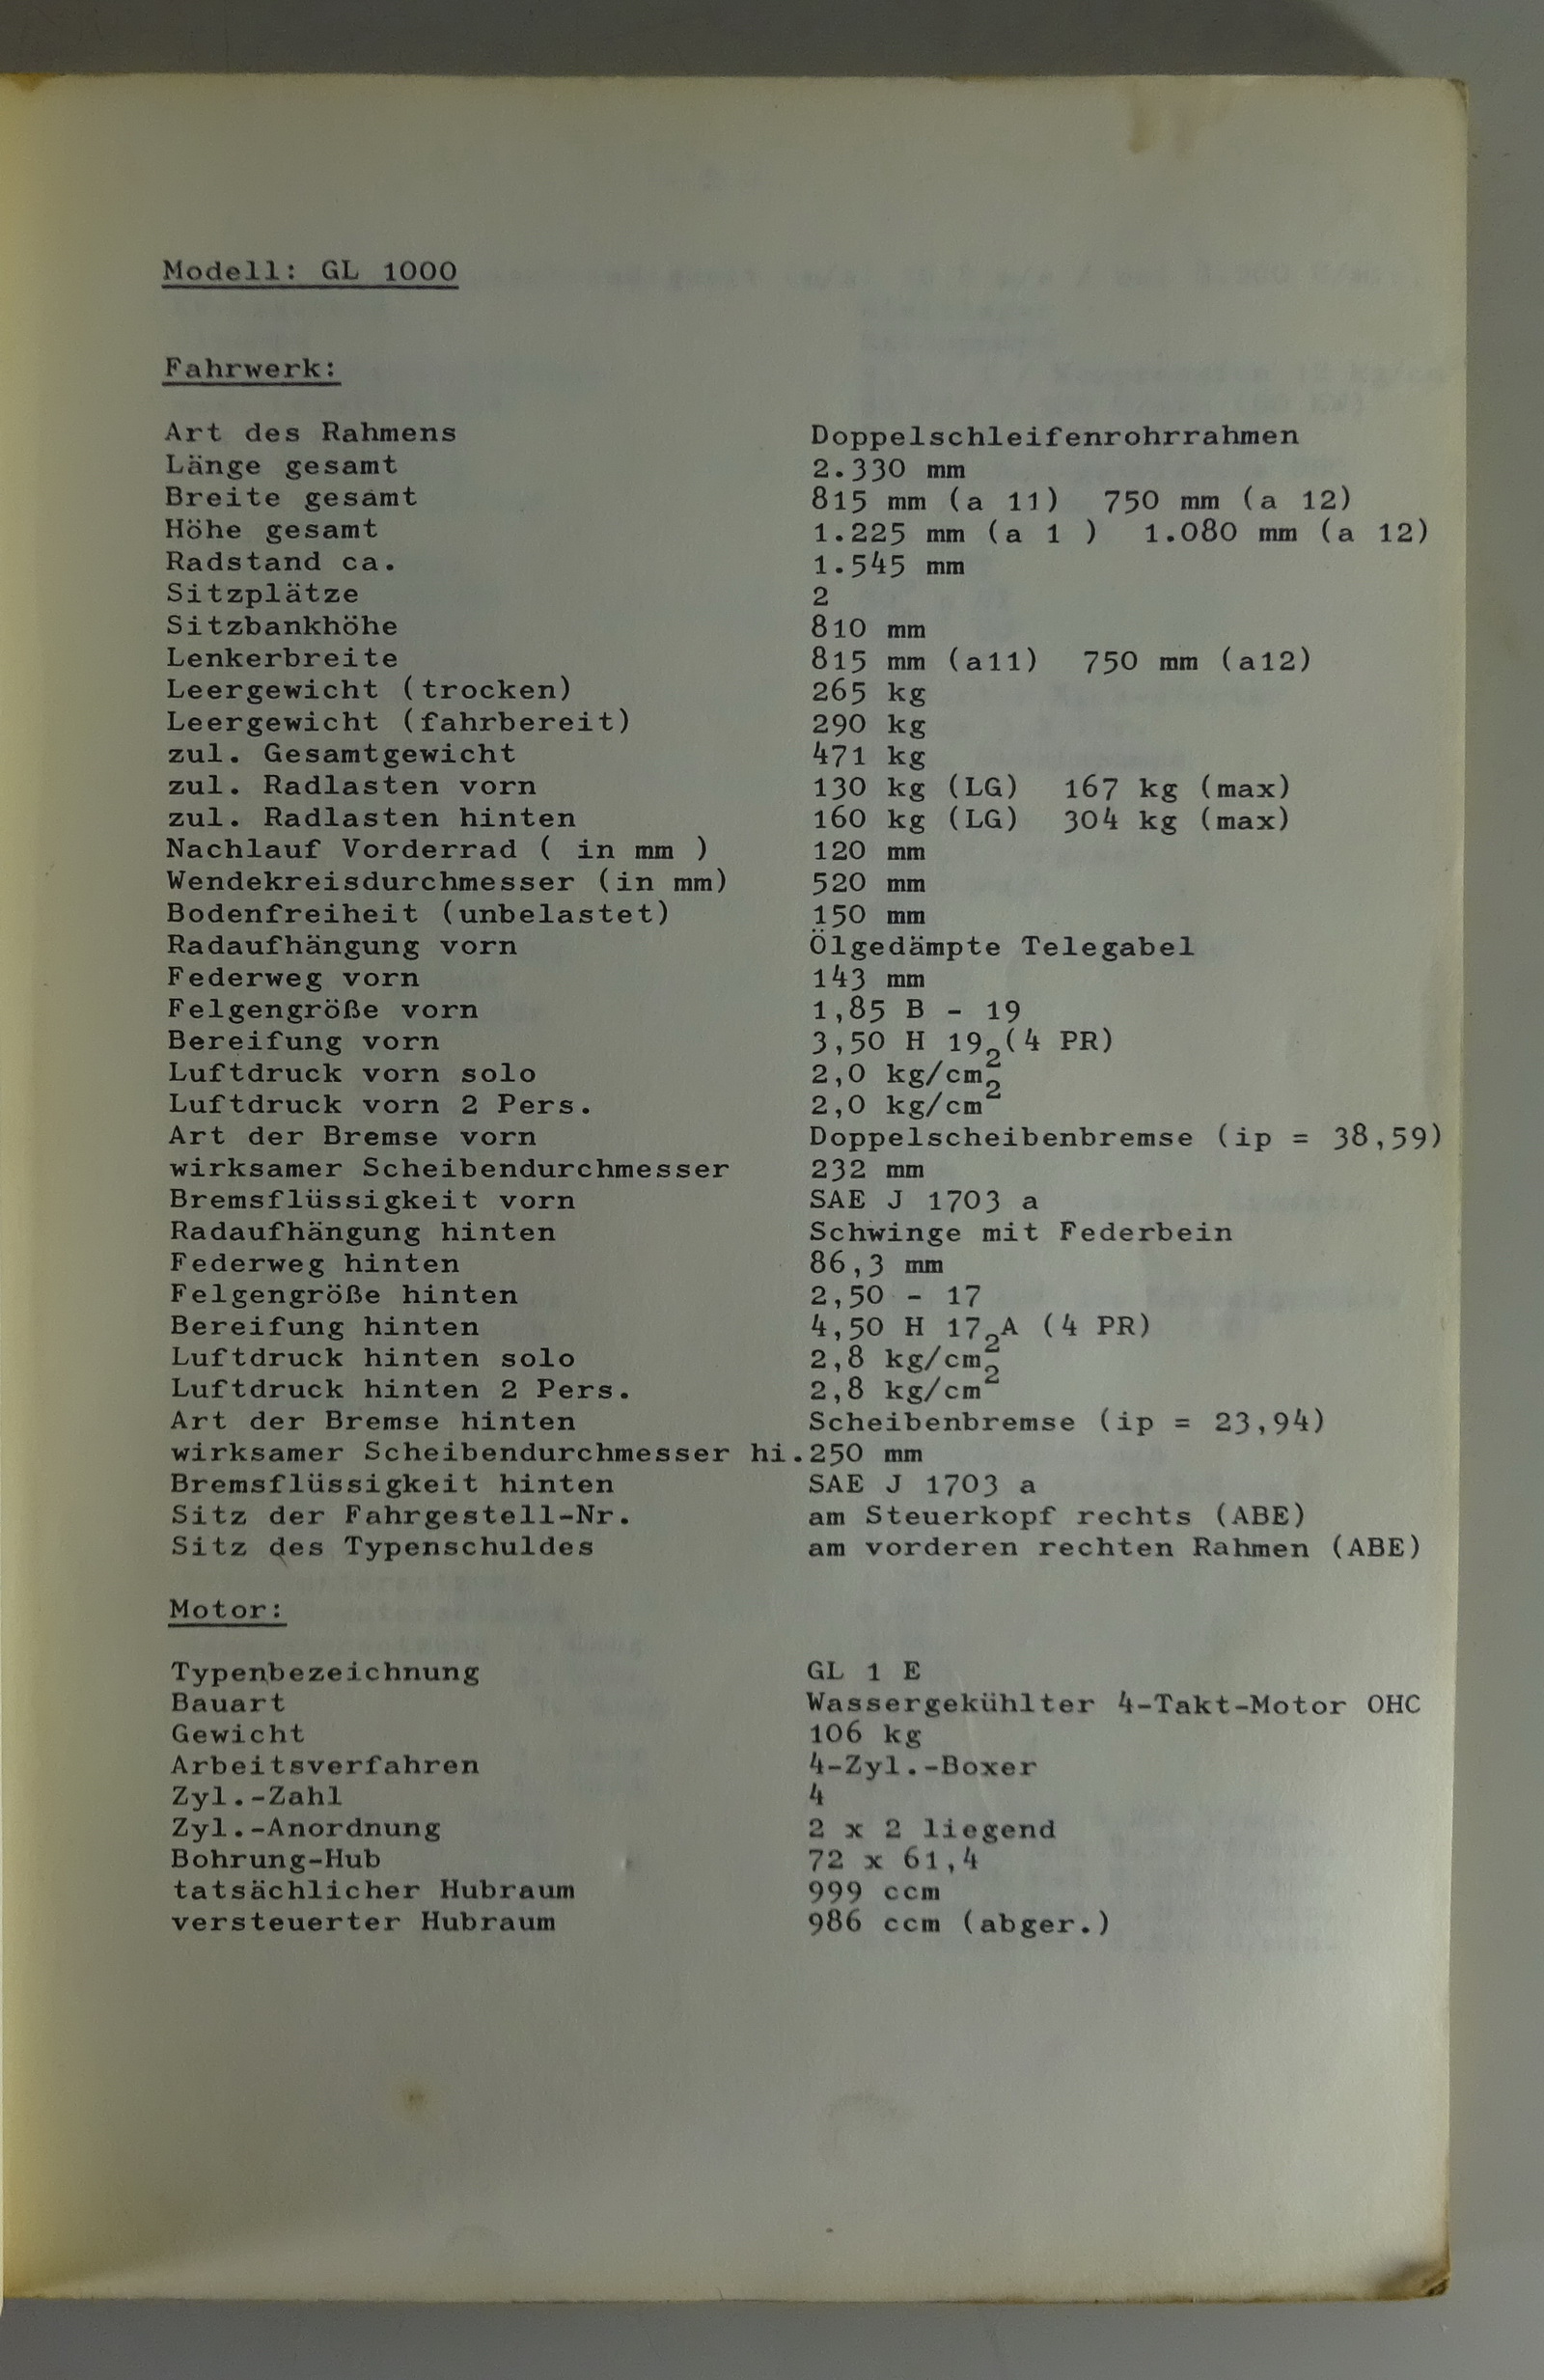 Modell: GL 1000
Fahrwerk:
Art des Rahmens Doppelschleifenrohrrahmen
Länge gesamt 2.330 mm
Breite gesamt 815 mm (a 11) 750 mm (a 12)
Höhe gesamt 1.225 mm (a 1 ) 1.080 mm (a 12)
Radstand ca. 1.545 mm
Sitzplätze 2
Sitzbankhöhe 810 mm
Lenkerbreite 815 mm (a11) 750 mm (a12)
Leergewicht (trocken) 265 kg
Leergewicht (fahrbereit) 290 kg
zul. Gesamtgewicht 471 kg
zul. Radlasten vorn 130 kg (LG) 167 kg (max)
zul. Radlasten hinten 160 kg (LG) 304 kg (max)
Nachlauf Vorderrad ( in mm ) 120 mm
Wendekreisdurchmesser (in mm) 520 mm
Bodenfreiheit (unbelastet) 150 mm
Radaufhängung vorn Ölgedämpte Telegabel
Federweg vorn 143 mm
Felgengröße vorn 1,85 B - 19
Bereifung vorn 3,50 H 19 (4 PR)
Luftdruck vorn solo 2,0 kg/cm²
Luftdruck vorn 2 Pers. 2,0 kg/cm²
Art der Bremse vorn Doppelscheibenbremse (ip = 38,59)
wirksamer Scheibendurchmesser 232 mm
Bremsflüssigkeit vorn SAE J 1703 a
Radaufhängung hinten Schwinge mit Federbein
Federweg hinten 86,3 mm
Felgengröße hinten 2,50 - 17
Bereifung hinten 4,50 H 17 A (4 PR)
Luftdruck hinten solo 2,8 kg/cm²
Luftdruck hinten 2 Pers. 2,8 kg/cm²
Art der Bremse hinten Scheibenbremse (ip = 23,94)
wirksamer Scheibendurchmesser hi. 250 mm
Bremsflüssigkeit hinten SAE J 1703 a
Sitz der Fahrgestell-Nr. am Steuerkopf rechts (ABE)
Sitz des Typenschuldes am vorderen rechten Rahmen (ABE)
Motor:
Typenbezeichnung GL 1 E
Bauart Wassergekühlter 4-Takt-Motor OHC
Gewicht 106 kg
Arbeitsverfahren 4-Zyl.-Boxer
Zyl.-Zahl 4
Zyl.-Anordnung 2 x 2 liegend
Bohrung-Hub 72 x 61,4
tatsächlicher Hubraum 999 ccm
versteuerter Hubraum 986 ccm (abger.)